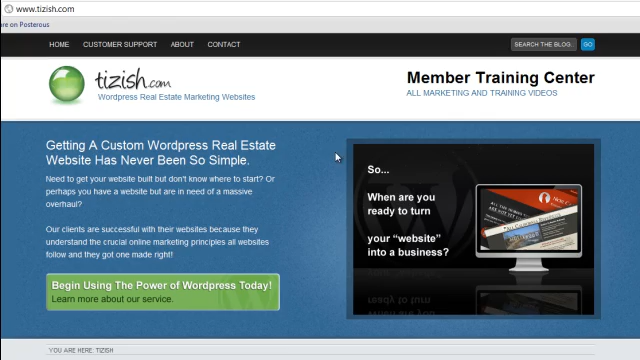 www.tizish.com
are on Posterous
HOME CUSTOMER SUPPORT ABOUT CONTACT
SEARCH THE BLOG.. GO
tizish.com
Wordpress Real Estate Marketing Websites
Member Training Center
ALL MARKETING AND TRAINING VIDEOS
Getting A Custom Wordpress Real Estate
Website Has Never Been So Simple.
Need to get your website built but don't know where to start? Or
perhaps you have a website but are in need of a massive
overhaul?
Our clients are successful with their websites because they
understand the crucial online marketing principles all websites
follow and they got one made right!
Begin Using The Power of Wordpress Today!
Learn more about our service.
So...
When are you
ready to turn
your “website”
into a business?
YOU ARE HERE: TIZISH